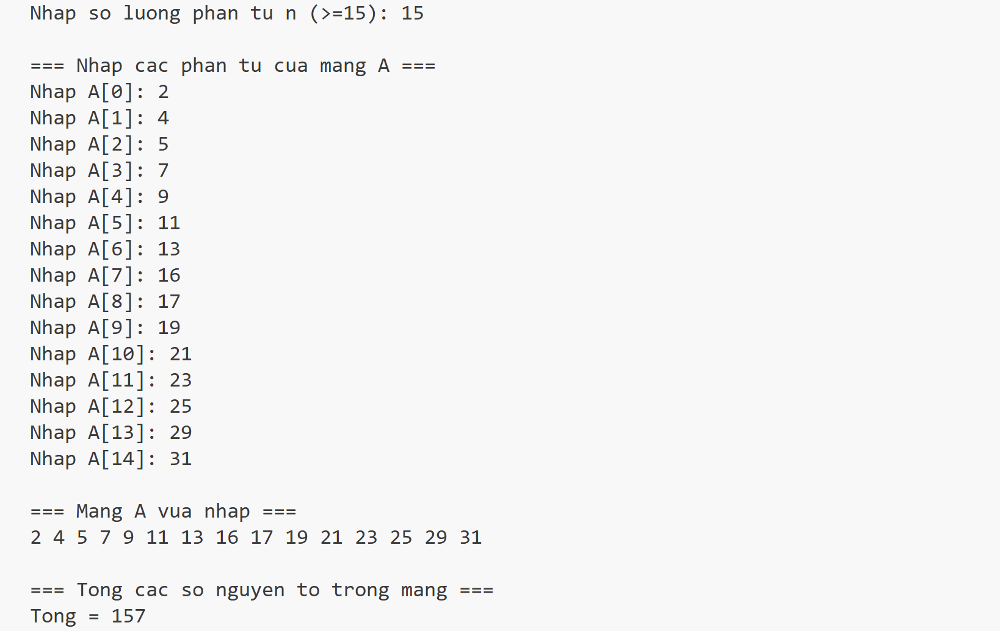 Nhap so luong phan tu n (>=15): 15
=== Nhap cac phan tu cua mang A ===
Nhap A[0]: 2
Nhap A[1]: 4
Nhap A[2]: 5
Nhap A[3]: 7
Nhap A[4]: 9
Nhap A[5]: 11
Nhap A[6]: 13
Nhap A[7]: 16
Nhap A[8]: 17
Nhap A[9]: 19
Nhap A[10]: 21
Nhap A[11]: 23
Nhap A[12]: 25
Nhap A[13]: 29
Nhap A[14]: 31
=== Mang A vua nhap ===
2 4 5 7 9 11 13 16 17 19 21 23 25 29 31
=== Tong cac so nguyen to trong mang ===
Tong = 157